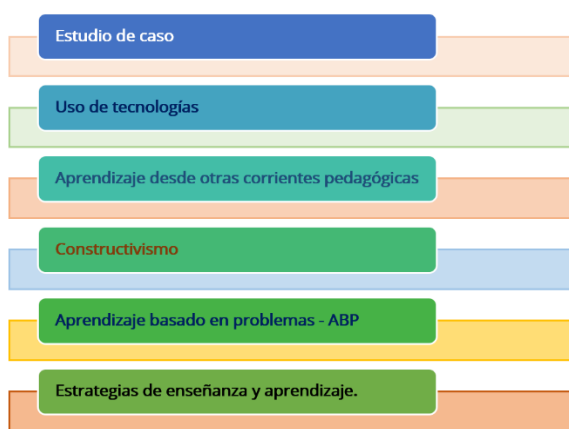 Estudio de caso
Uso de tecnologías
Aprendizaje desde otras corrientes pedagógicas
Constructivismo
Aprendizaje basado en problemas - ABP
Estrategias de enseñanza y aprendizaje.